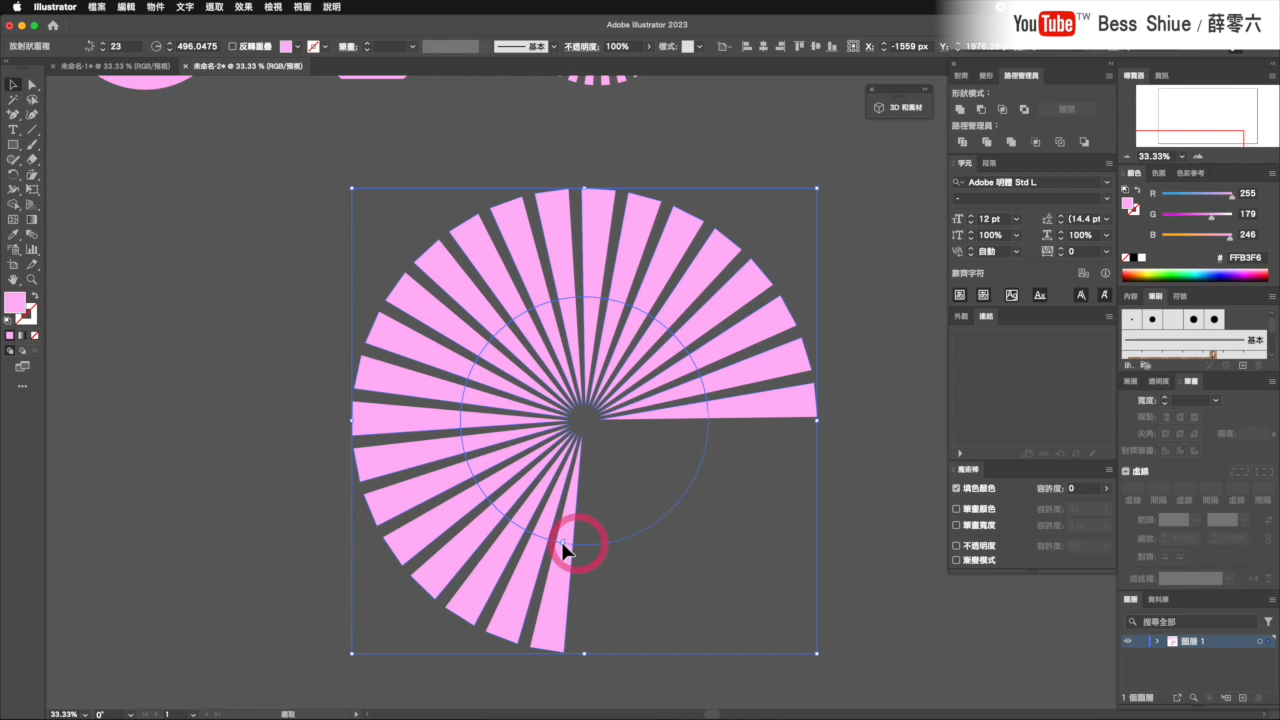 Illustrator 檔案 編輯 物件 文字 選取 效果 檢視 視窗 說明
Adobe Illustrator 2023
YouTube TW Bess Shiue / 薛零六
放射狀重複 23 496.0475 反轉重疊 筆畫： 基本 不透明度： 100% 樣式： X： -1559 px Y： 1976.25 px
× 未命名-1* @ 33.33 % (RGB/預視) × 未命名-2* @ 33.33 % (RGB/預視)
3D 和素材
對齊 變形 路徑管理員
形狀模式：
展開
路徑管理員：
字元 段落
Adobe 明體 Std L
-
12 pt (14.4 pt
100% 100%
自動 0
靠齊字符
外觀 連結
魔術棒
填色顏色 容許度： 0
筆畫顏色 容許度：
筆畫寬度 容許度： 5 pt
不透明度 容許度：
漸變模式
導覽器 資訊
33.33%
顏色 色票 色彩參考
R 255
G 179
B 246
# FFB3F6
內容 筆刷 符號
基本
漸層 透明度 筆畫
寬度：
端點：
尖角： 限度： x
對齊筆畫：
虛線
虛線 間隔 虛線 間隔 虛線 間隔
箭頭：
縮放： 100% 100%
對齊：
描述檔：
圖層 資料庫
搜尋全部
圖層 1
1 個圖層
33.33% 0° 1 選取